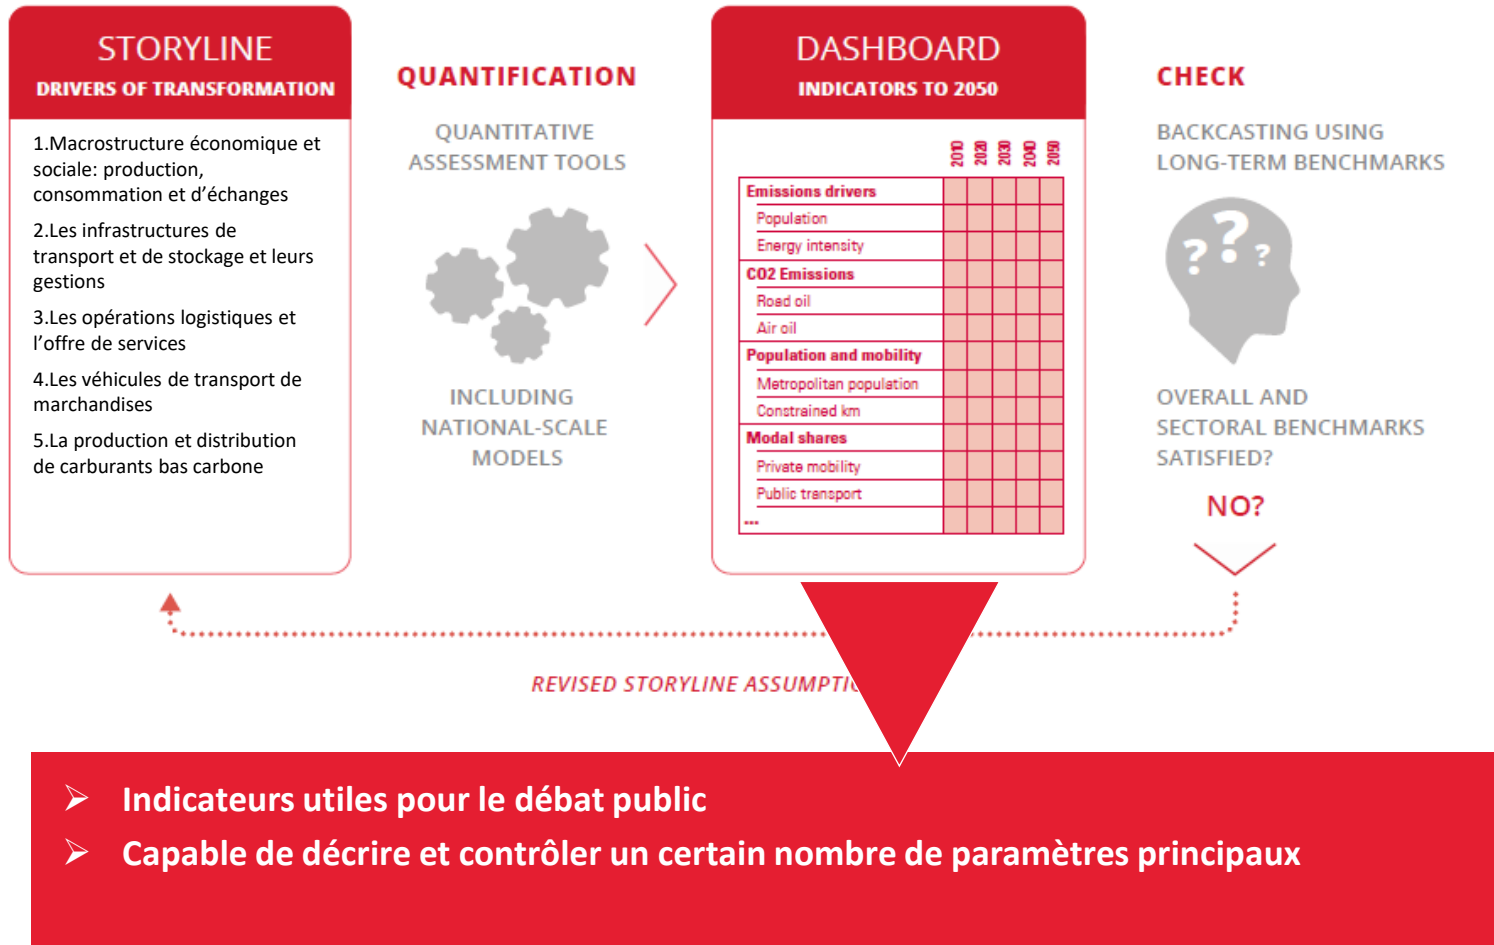 STORYLINE
DRIVERS OF TRANSFORMATION
1.Macrostructure économique et
sociale: production,
consommation et d’échanges
2.Les infrastructures de
transport et de stockage et leurs
gestions
3.Les opérations logistiques et
l’offre de services
4.Les véhicules de transport de
marchandises
5.La production et distribution
de carburants bas carbone
QUANTIFICATION
QUANTITATIVE
ASSESSMENT TOOLS
INCLUDING
NATIONAL-SCALE
MODELS
DASHBOARD
INDICATORS TO 2050
2010 2020 2030 2040 2050
Emissions drivers
Population
Energy intensity
CO2 Emissions
Road oil
Air oil
Population and mobility
Metropolitan population
Constrained km
Modal shares
Private mobility
Public transport
...
CHECK
BACKCASTING USING
LONG-TERM BENCHMARKS
? ? ?
OVERALL AND
SECTORAL BENCHMARKS
SATISFIED?
NO?
REVISED STORYLINE
➢ Indicateurs utiles pour le débat public
➢ Capable de décrire et contrôler un certain nombre de paramètres principaux